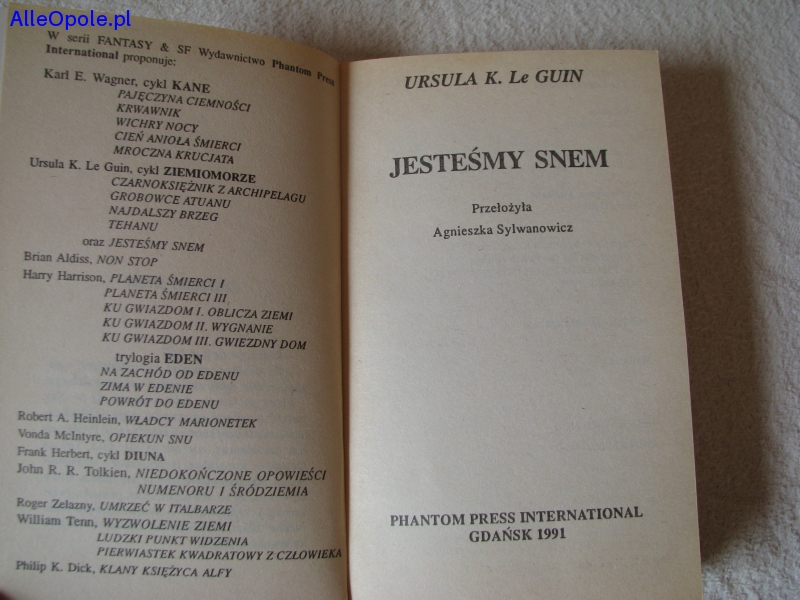 AlleOpole.pl
W serii FANTASY & SF Wydawnictwo Phantom Press
International proponuje:
Karl E. Wagner, cykl KANE
PAJĘCZYNA CIEMNOŚCI
KRWAWNIK
WICHRY NOCY
CIEŃ ANIOŁA ŚMIERCI
MROCZNA KRUCJATA
Ursula K. Le Guin, cykl ZIEMIOMORZE
CZARNOKSIĘŻNIK Z ARCHIPELAGU
GROBOWCE ATUANU
NAJDALSZY BRZEG
TEHANU
oraz JESTEŚMY SNEM
Brian Aldiss, NON STOP
Harry Harrison, PLANETA ŚMIERCI I
PLANETA ŚMIERCI III
KU GWIAZDOM I. OBLICZA ZIEMI
KU GWIAZDOM II. WYGNANIE
KU GWIAZDOM III. GWIEZDNY DOM
trylogia EDEN
NA ZACHÓD OD EDENU
ZIMA W EDENIE
POWRÓT DO EDENU
Robert A. Heinlein, WŁADCY MARIONETEK
Vonda McIntyre, OPIEKUN SNU
Frank Herbert, cykl DIUNA
John R. R. Tolkien, NIEDOKOŃCZONE OPOWIEŚCI
NUMENORU I ŚRÓDZIEMIA
Roger Zelazny, UMRZEĆ W ITALBARZE
William Tenn, WYZWOLENIE ZIEMI
LUDZKI PUNKT WIDZENIA
PIERWIASTEK KWADRATOWY Z CZŁOWIEKA
Philip K. Dick, KLANY KSIĘŻYCA ALFY
URSULA K. Le GUIN
JESTEŚMY SNEM
Przełożyła
Agnieszka Sylwanowicz
PHANTOM PRESS INTERNATIONAL
GDAŃSK 1991